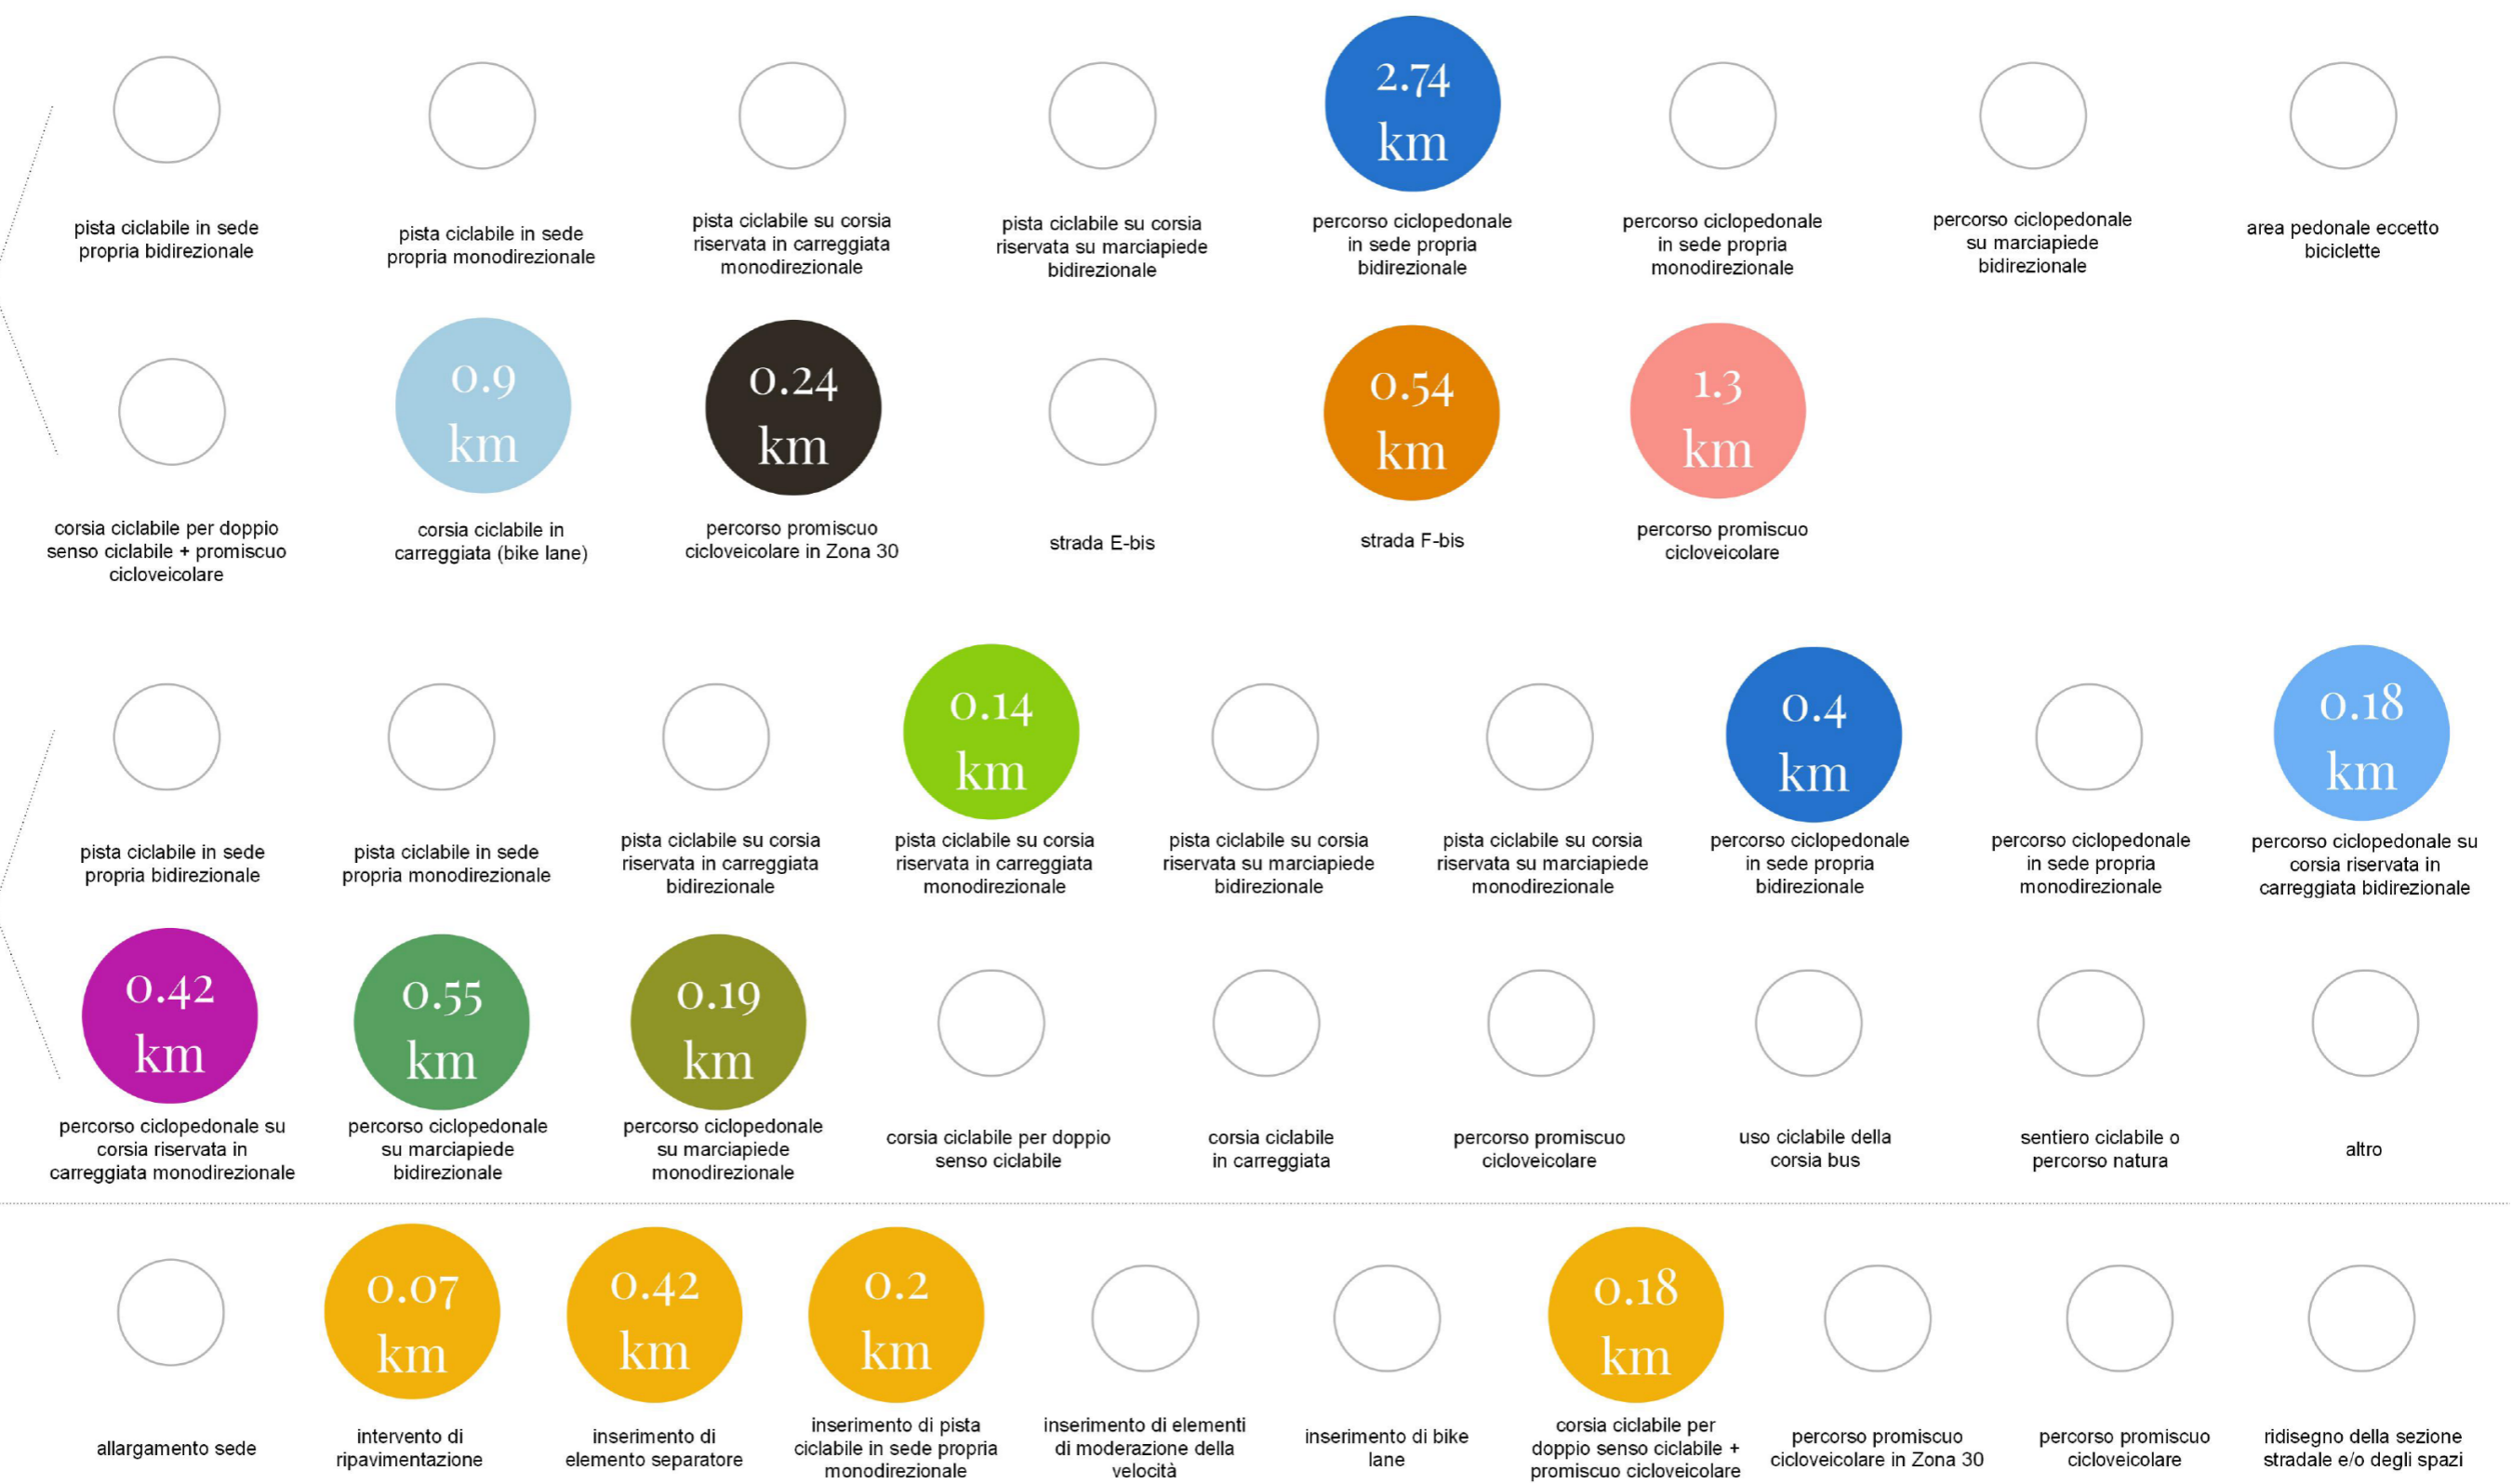 2.74
km
pista ciclabile in sede
propria bidirezionale
pista ciclabile in sede
propria monodirezionale
pista ciclabile su corsia
riservata in carreggiata
monodirezionale
pista ciclabile su corsia
riservata su marciapiede
bidirezionale
percorso ciclopedonale
in sede propria
bidirezionale
percorso ciclopedonale
in sede propria
monodirezionale
percorso ciclopedonale
su marciapiede
bidirezionale
area pedonale eccetto
biciclette
0.9
km
0.24
km
0.54
km
1.3
km
corsia ciclabile per doppio
senso ciclabile + promiscuo
cicloveicolare
corsia ciclabile in
carreggiata (bike lane)
percorso promiscuo
cicloveicolare in Zona 30
strada E-bis
strada F-bis
percorso promiscuo
cicloveicolare
0.14
km
0.4
km
0.18
km
pista ciclabile in sede
propria bidirezionale
pista ciclabile in sede
propria monodirezionale
pista ciclabile su corsia
riservata in carreggiata
bidirezionale
pista ciclabile su corsia
riservata in carreggiata
monodirezionale
pista ciclabile su corsia
riservata su marciapiede
bidirezionale
pista ciclabile su corsia
riservata su marciapiede
monodirezionale
percorso ciclopedonale
in sede propria
bidirezionale
percorso ciclopedonale
in sede propria
monodirezionale
percorso ciclopedonale su
corsia riservata in
carreggiata bidirezionale
0.42
km
0.55
km
0.19
km
percorso ciclopedonale su
corsia riservata in
carreggiata monodirezionale
percorso ciclopedonale
su marciapiede
bidirezionale
percorso ciclopedonale
su marciapiede
monodirezionale
corsia ciclabile per doppio
senso ciclabile
corsia ciclabile
in carreggiata
percorso promiscuo
cicloveicolare
uso ciclabile della
corsia bus
sentiero ciclabile o
percorso natura
altro
0.07
km
0.42
km
0.2
km
0.18
km
allargamento sede
intervento di
ripavimentazione
inserimento di
elemento separatore
inserimento di pista
ciclabile in sede propria
monodirezionale
inserimento di elementi
di moderazione della
velocità
inserimento di bike
lane
corsia ciclabile per
doppio senso ciclabile +
promiscuo cicloveicolare
percorso promiscuo
cicloveicolare in Zona 30
percorso promiscuo
cicloveicolare
ridisegno della sezione
stradale e/o degli spazi